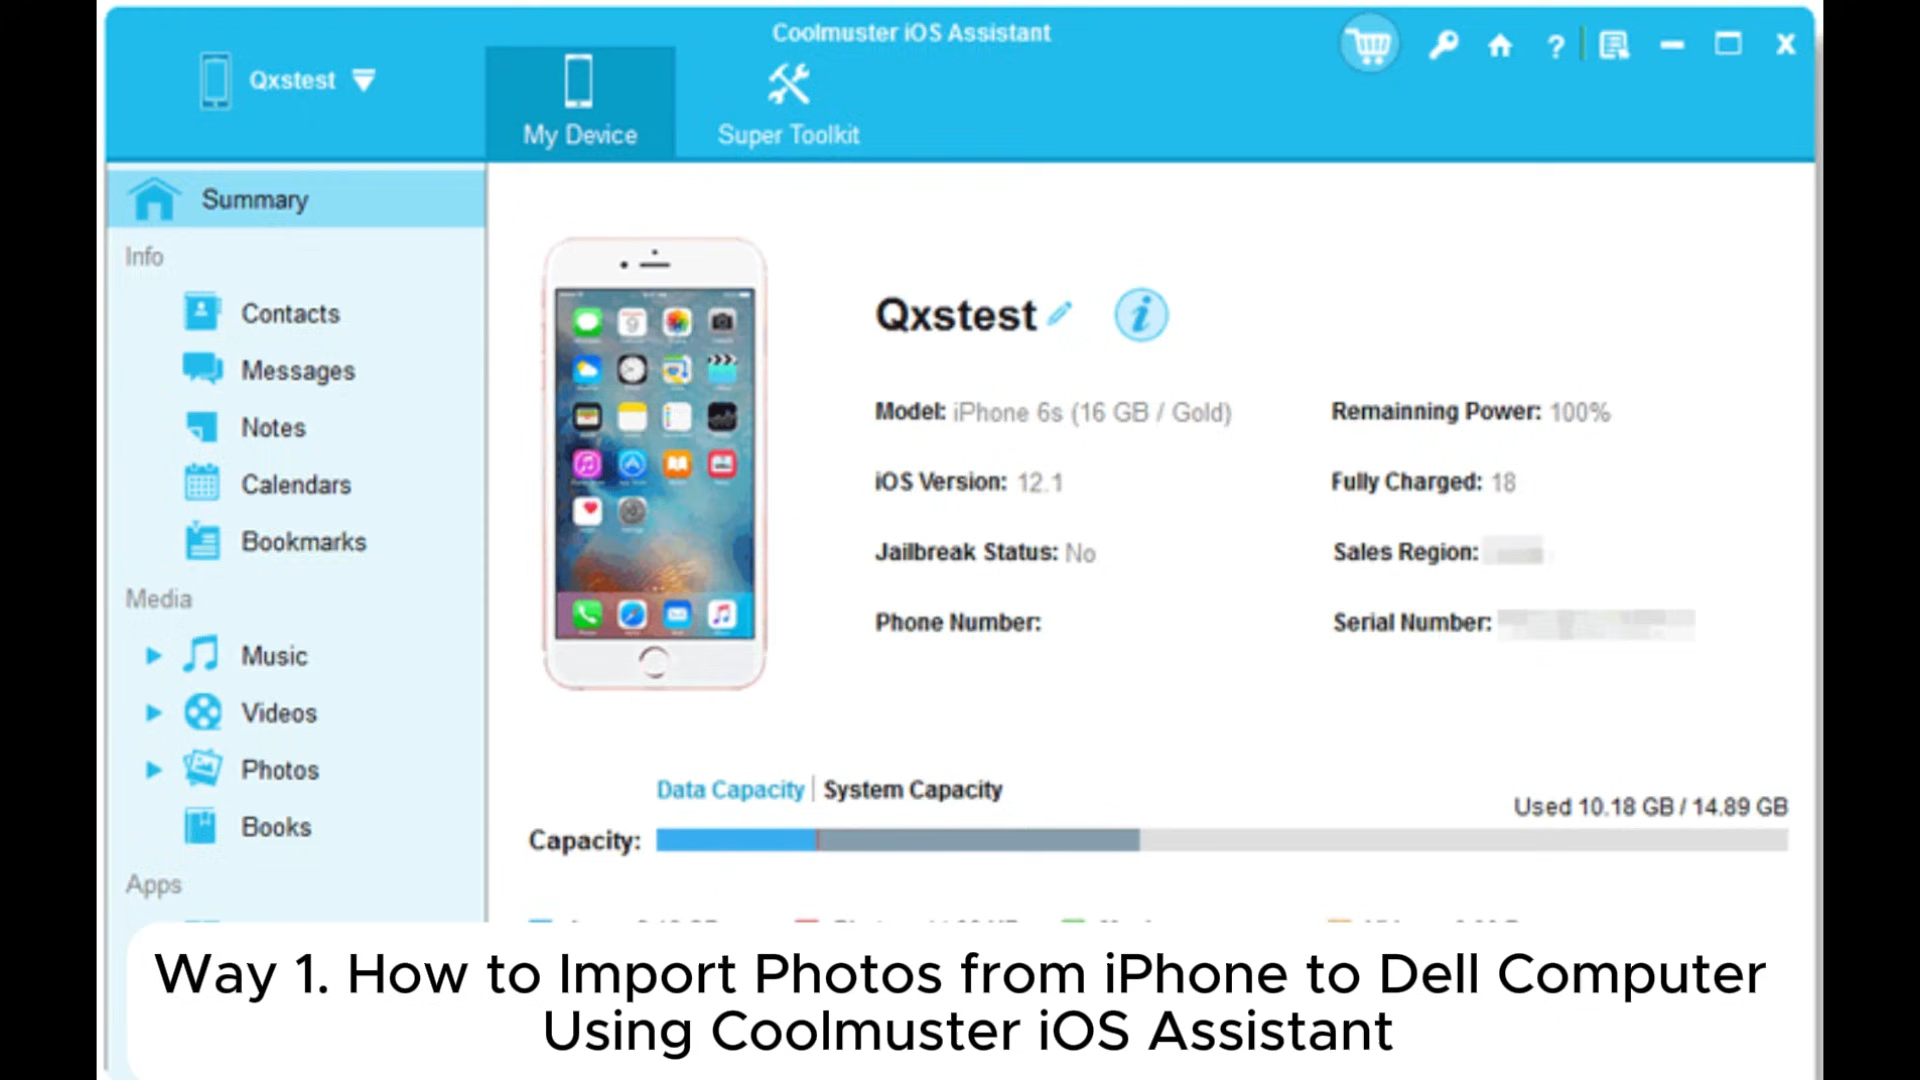 Coolmuster iOS Assistant
Qxstest
?
X
My Device
Super Toolkit
Summary
Info
Contacts
Messages
Notes
Calendars
Bookmarks
Media
Music
Videos
Photos
Books
Apps
Qxstest
i
Model: iPhone 6s (16 GB / Gold)
Remainning Power: 100%
iOS Version: 12.1
Fully Charged: 18
Jailbreak Status: No
Sales Region:
Phone Number:
Serial Number:
Data Capacity
System Capacity
Used 10.18 GB / 14.89 GB
Capacity:
Way 1. How to Import Photos from iPhone to Dell Computer
Using Coolmuster iOS Assistant